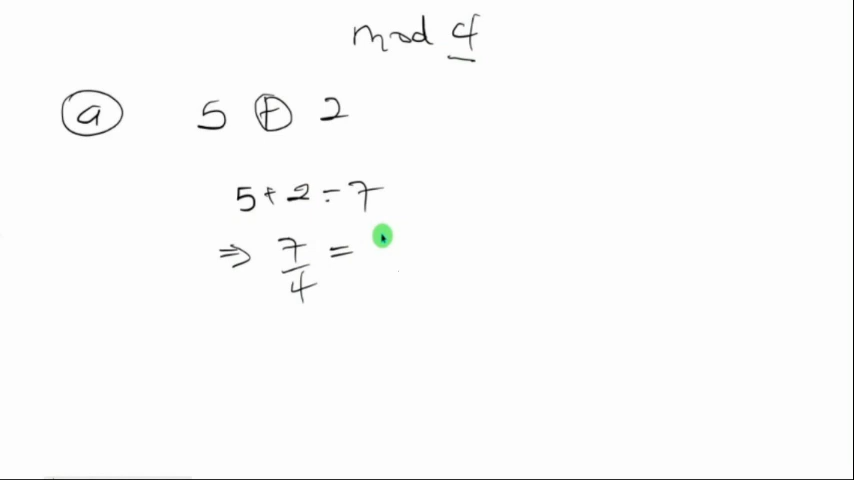 mod 4
(a) 5 ⊕ 2
5 + 2 = 7
⇒ 7/4 =